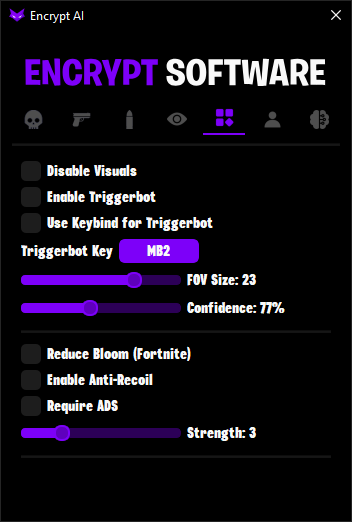 Encrypt AI
ENCRYPT SOFTWARE
Disable Visuals
Enable Triggerbot
Use Keybind for Triggerbot
Triggerbot Key MB2
FOV Size: 23
Confidence: 77%
Reduce Bloom (Fortnite)
Enable Anti-Recoil
Require ADS
Strength: 3